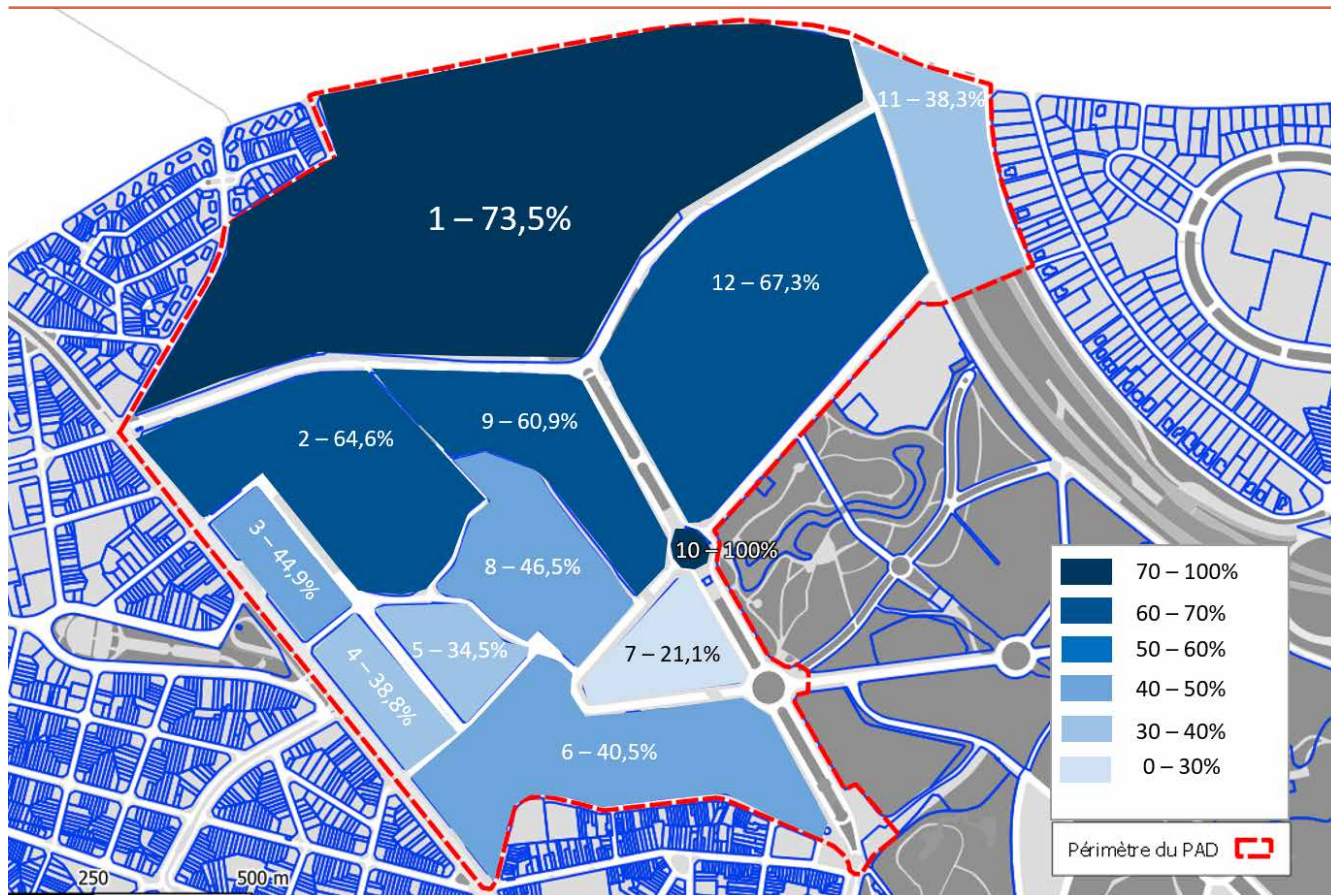 11 – 38,3%
1 – 73,5%
12 – 67,3%
9 – 60,9%
2 – 64,6%
3 – 44,9%
10 – 100%
8 – 46,5%
5 – 34,5%
7 – 21,1%
4 – 38,8%
6 – 40,5%
70 – 100%
60 – 70%
50 – 60%
40 – 50%
30 – 40%
0 – 30%
Périmètre du PAD
250 500 m